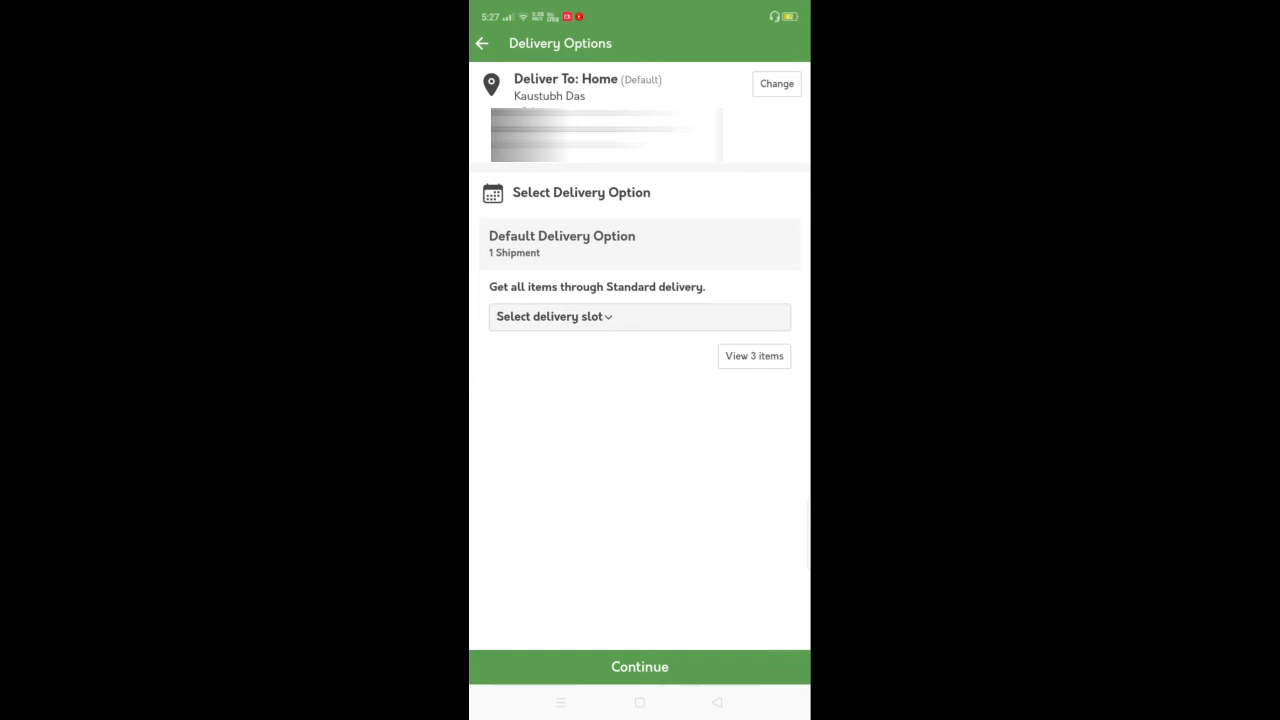 5:27
Delivery Options
Deliver To: Home (Default)
Change
Kaustubh Das
Select Delivery Option
Default Delivery Option
1 Shipment
Get all items through Standard delivery.
Select delivery slot
View 3 items
Continue